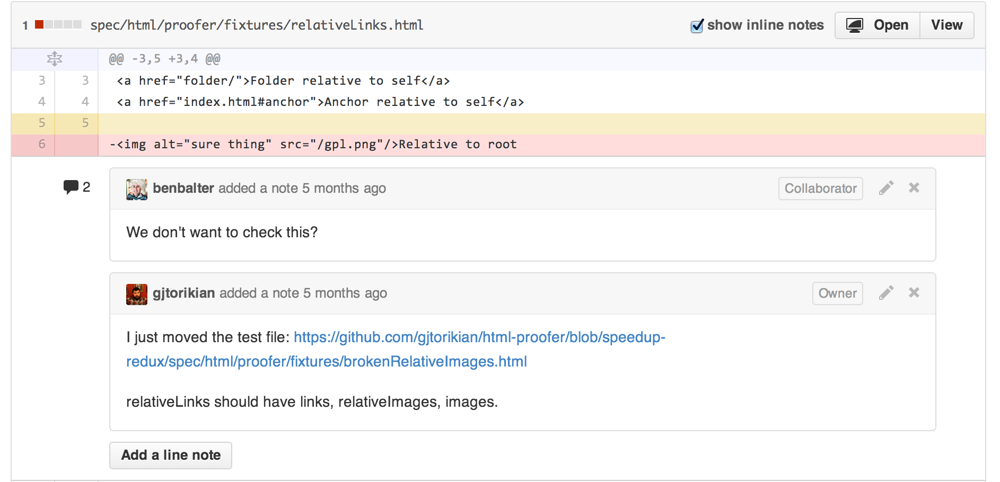 1 spec/html/proofer/fixtures/relativeLinks.html show inline notes Open View
@@ -3,5 +3,4 @@
3 3 <a href="folder/">Folder relative to self</a>
4 4 <a href="index.html#anchor">Anchor relative to self</a>
5 5
6 -<img alt="sure thing" src="/gpl.png"/>Relative to root
2 benbalter added a note 5 months ago Collaborator
We don't want to check this?
gjtorikian added a note 5 months ago Owner
I just moved the test file: https://github.com/gjtorikian/html-proofer/blob/speedup-
redux/spec/html/proofer/fixtures/brokenRelativeImages.html
relativeLinks should have links, relativeImages, images.
Add a line note